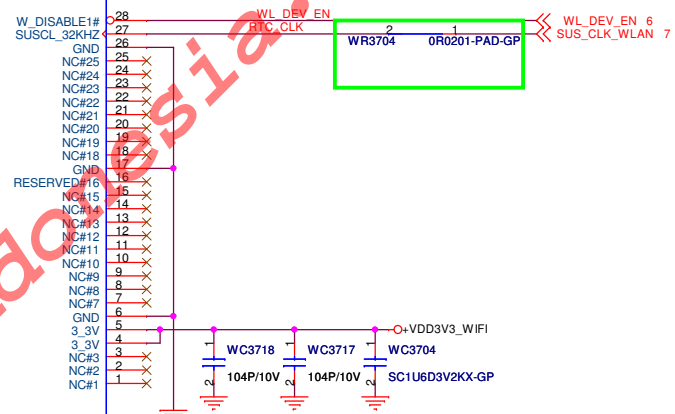 W_DISABLE1# 28 WL_DEV_EN WL_DEV_EN 6
SUSCL_32KHZ 27 RTC_CLK 2 1 SUS_CLK_WLAN 7
GND 26 WR3704 0R0201-PAD-GP
NC#25 25
NC#24 24
NC#23 23
NC#22 22
NC#21 21
NC#20 20
NC#19 19
NC#18 18
GND 17
RESERVED#16 16
NC#15 15
NC#14 14
NC#13 13
NC#12 12
NC#11 11
NC#10 10
NC#9 9
NC#8 8
NC#7 7
GND 6
3_3V 5 +VDD3V3_WIFI
3_3V 4
NC#3 3 1 WC3718 1 WC3717 1 WC3704
NC#2 2
NC#1 1 2 104P/10V 2 104P/10V 2 SC1U6D3V2KX-GP
donesia.